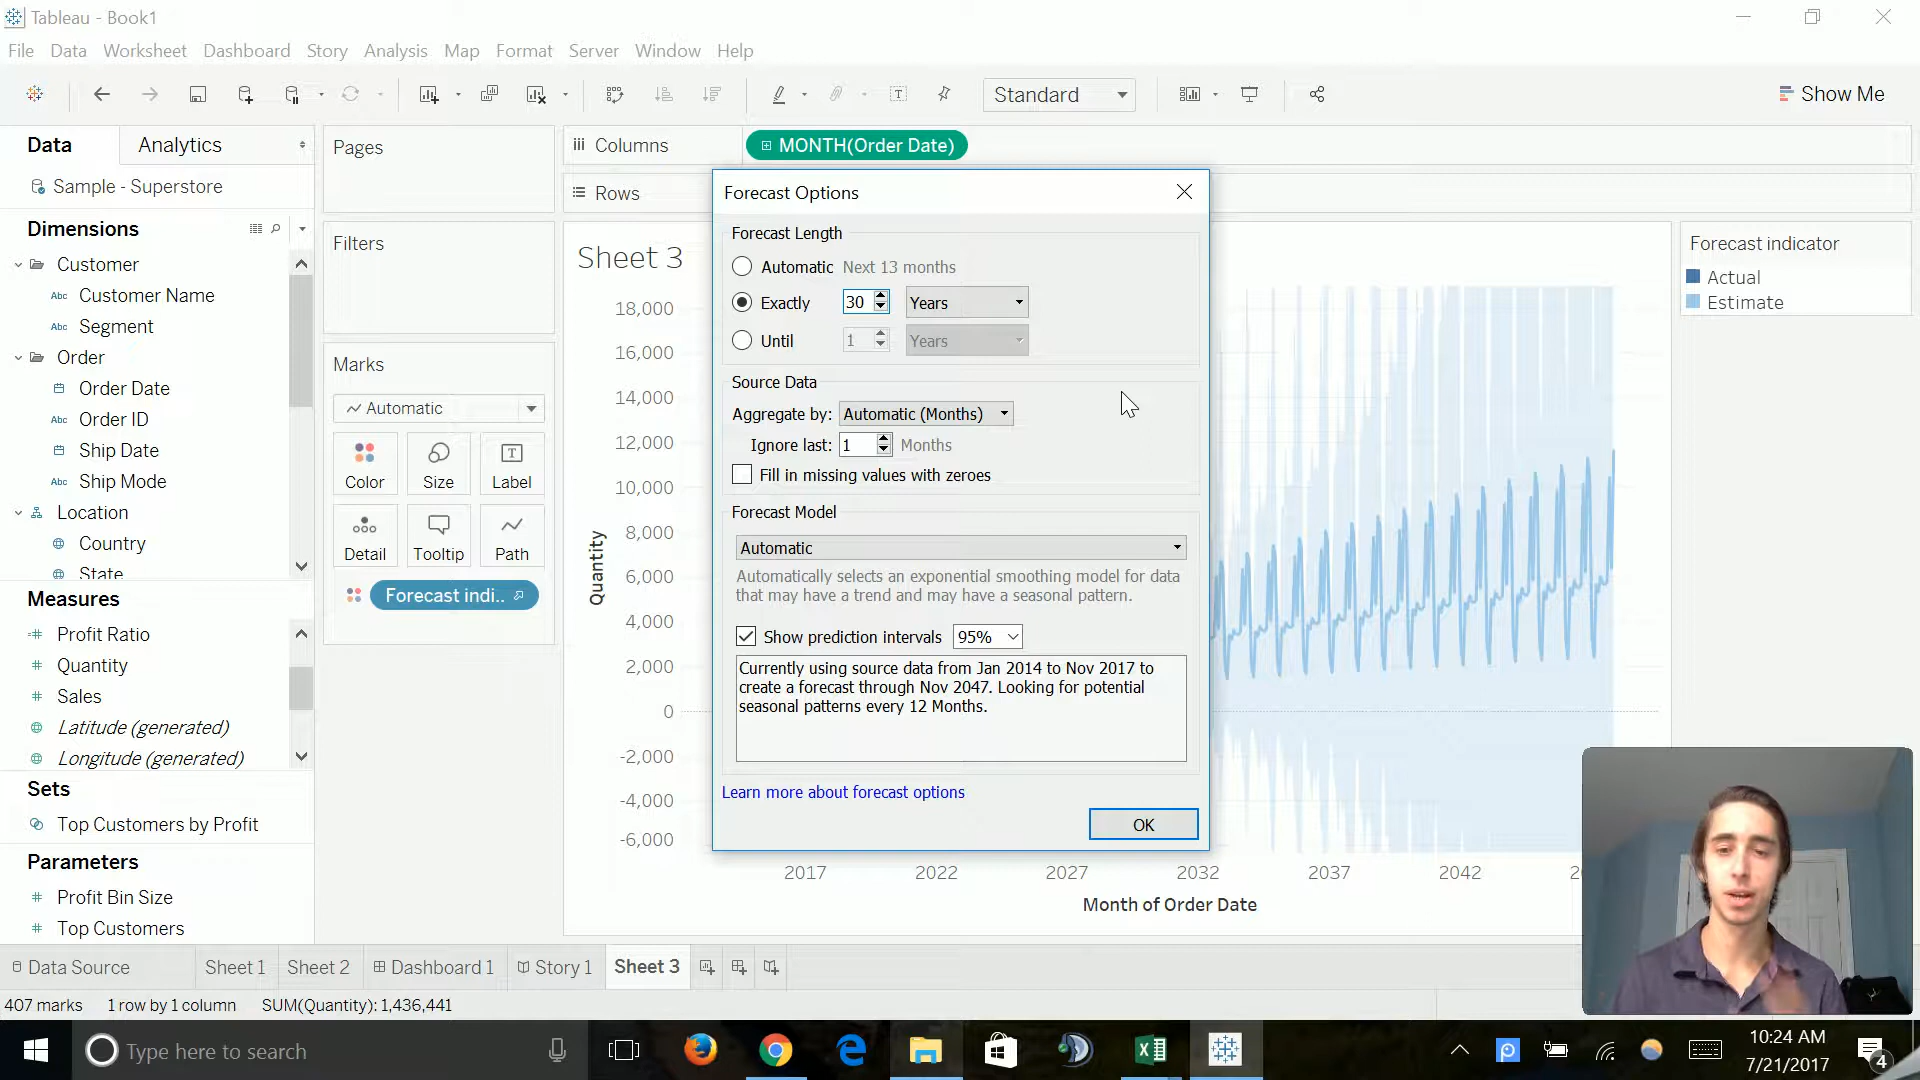 Tableau - Book1
File Data Worksheet Dashboard Story Analysis Map Format Server Window Help
Standard
Show Me
Data Analytics
Sample - Superstore
Dimensions
Customer
Abc Customer Name
Abc Segment
Order
Order Date
Abc Order ID
Ship Date
Abc Ship Mode
Location
Country
State
Measures
Profit Ratio
Quantity
Sales
Latitude (generated)
Longitude (generated)
Sets
Top Customers by Profit
Parameters
Profit Bin Size
Top Customers
Pages
Filters
Marks
Automatic
Color Size Label
Detail Tooltip Path
Forecast indi..
Columns MONTH(Order Date)
Rows
Sheet 3
18,000
16,000
14,000
12,000
10,000
8,000
6,000
4,000
2,000
0
-2,000
-4,000
-6,000
Quantity
2017 2022 2027 2032 2037 2042
Month of Order Date
Forecast Options
Forecast Length
Automatic Next 13 months
Exactly 30 Years
Until 1 Years
Source Data
Aggregate by: Automatic (Months)
Ignore last: 1 Months
Fill in missing values with zeroes
Forecast Model
Automatic
Automatically selects an exponential smoothing model for data
that may have a trend and may have a seasonal pattern.
Show prediction intervals 95%
Currently using source data from Jan 2014 to Nov 2017 to
create a forecast through Nov 2047. Looking for potential
seasonal patterns every 12 Months.
Learn more about forecast options
OK
Forecast indicator
Actual
Estimate
Data Source Sheet 1 Sheet 2 Dashboard 1 Story 1 Sheet 3
407 marks 1 row by 1 column SUM(Quantity): 1,436,441
Type here to search
10:24 AM
7/21/2017
4